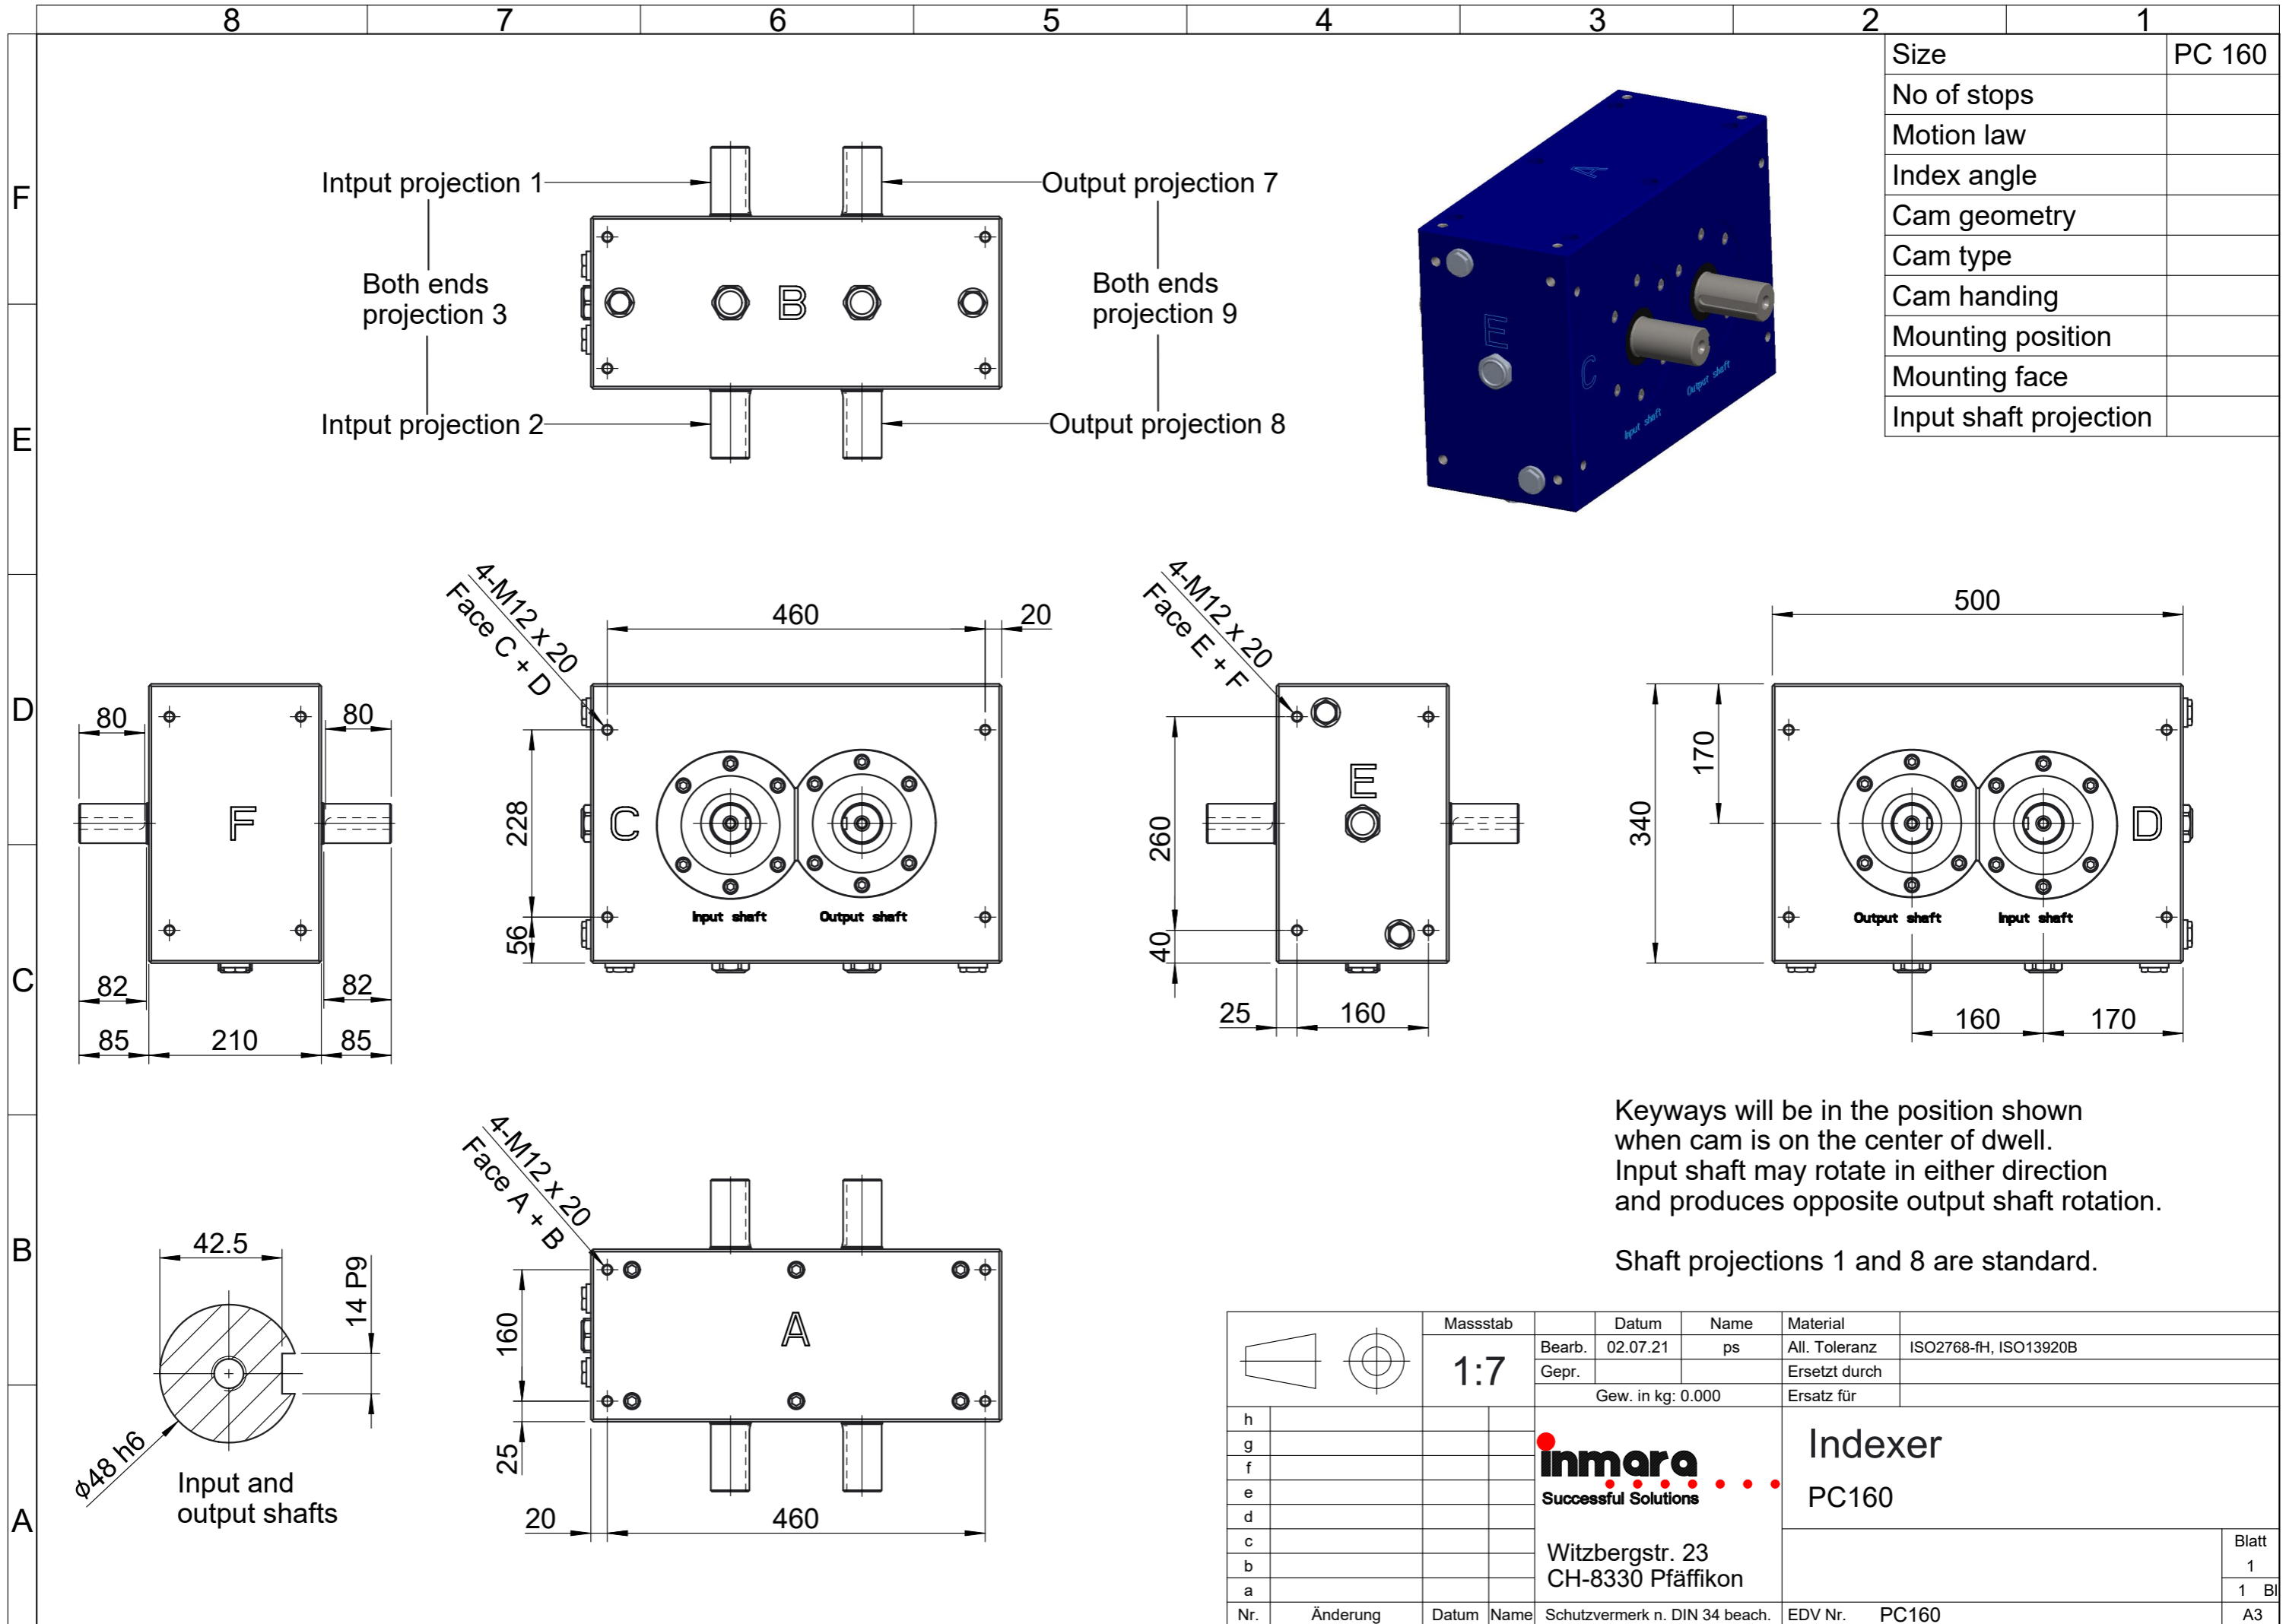 8 7 6 5 4 3 2 1
F
E
D
C
B
A
Size PC 160
No of stops
Motion law
Index angle
Cam geometry
Cam type
Cam handing
Mounting position
Mounting face
Input shaft projection
Intput projection 1
Output projection 7
Both ends
projection 3
Both ends
projection 9
Intput projection 2
Output projection 8
B
A
E
C
Input shaft
Output shaft
80
80
F
82
82
85
210
85
4-M12 x 20
Face C + D
460
20
228
56
C
Input shaft
Output shaft
4-M12 x 20
Face E + F
E
260
40
25
160
500
170
340
D
Output shaft
Input shaft
160
170
Keyways will be in the position shown
when cam is on the center of dwell.
Input shaft may rotate in either direction
and produces opposite output shaft rotation.
Shaft projections 1 and 8 are standard.
42.5
14 P9
ϕ48 h6
Input and
output shafts
4-M12 x 20
Face A + B
A
160
25
20
460
Massstab
1:7
Datum Name
Bearb. 02.07.21 ps
Gepr.
Gew. in kg: 0.000
Material
All. Toleranz ISO2768-fH, ISO13920B
Ersetzt durch
Ersatz für
h
g
f
e
d
c
b
a
Nr. Änderung Datum Name
inmara
Successful Solutions
Witzbergstr. 23
CH-8330 Pfäffikon
Schutzvermerk n. DIN 34 beach.
Indexer
PC160
EDV Nr. PC160
Blatt
1
1 Bl
A3